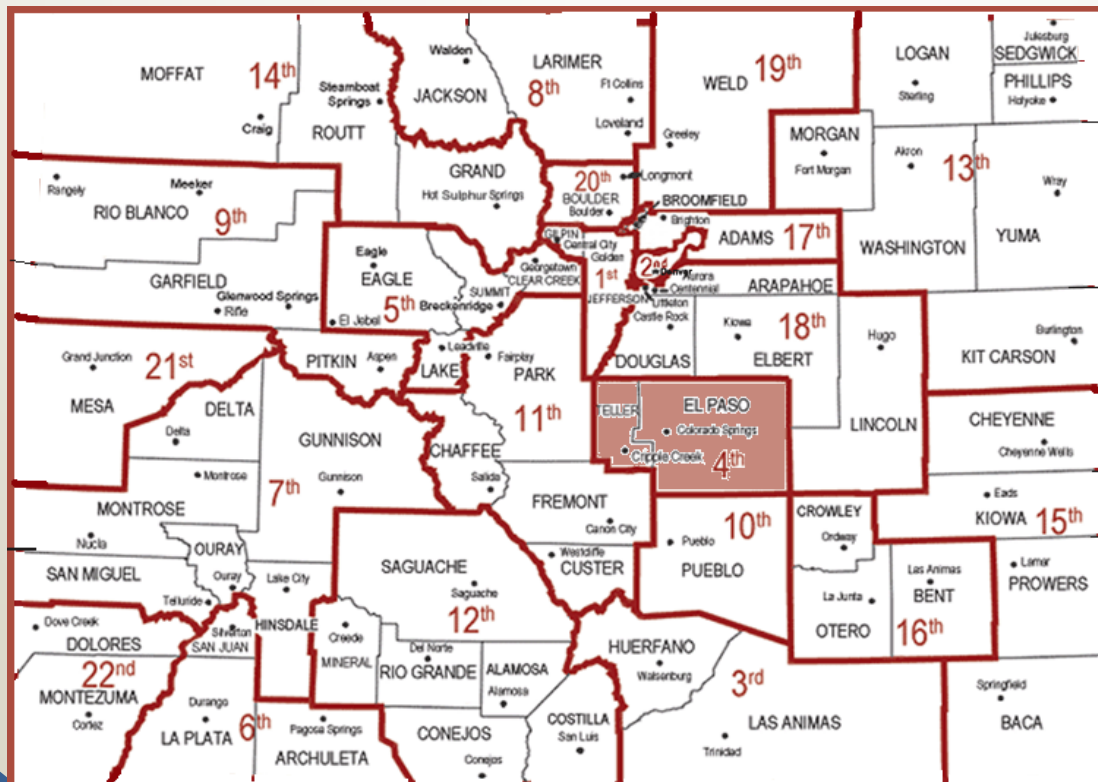 Julesburg
Walden
LARIMER
LOGAN
SEDGWICK
19th
MOFFAT
14th
WELD
PHILLIPS
Steamboat
Springs
JACKSON
8th
Ft Collins
Sterling
Holyoke
Craig
ROUTT
Loveland
Greeley
MORGAN
Akron
13th
Fort Morgan
GRAND
20th
Longmont
Rangely
Meeker
Hot Sulphur Springs
BOULDER
Boulder
BROOMFIELD
Wray
RIO BLANCO
9th
Brighton
GILPIN
Central City
ADAMS
17th
WASHINGTON
YUMA
Eagle
EAGLE
Golden
2nd
Denver
Georgetown
CLEAR CREEK
1st
Aurora
Centennial
GARFIELD
Glenwood Springs
Rifle
5th
SUMMIT
Breckenridge
JEFFERSON
Littleton
ARAPAHOE
El Jebel
Castle Rock
Kiowa
18th
Hugo
Burlington
Grand Junction
21st
PITKIN
Aspen
Leadville
LAKE
Fairplay
PARK
DOUGLAS
ELBERT
KIT CARSON
MESA
DELTA
Delta
11th
TELLER
EL PASO
LINCOLN
CHEYENNE
GUNNISON
CHAFFEE
Colorado Springs
Cheyenne Wells
Cripple Creek
4th
Montrose
7th
Gunnison
Salida
MONTROSE
FREMONT
Canon City
10th
CROWLEY
Ordway
Eads
KIOWA
15th
Nucla
OURAY
Ouray
Westcliffe
CUSTER
Pueblo
PUEBLO
SAN MIGUEL
Lake City
SAGUACHE
Saguache
Las Animas
BENT
Lamar
PROWERS
Telluride
La Junta
OTERO
16th
Dove Creek
DOLORES
Silverton
SAN JUAN
HINSDALE
Creede
MINERAL
12th
Del Norte
RIO GRANDE
HUERFANO
Walsenburg
22nd
MONTEZUMA
Cortez
ALAMOSA
Alamosa
3rd
Springfield
Durango
LA PLATA
6th
Pagosa Springs
ARCHULETA
CONEJOS
Conejos
COSTILLA
San Luis
LAS ANIMAS
Trinidad
BACA